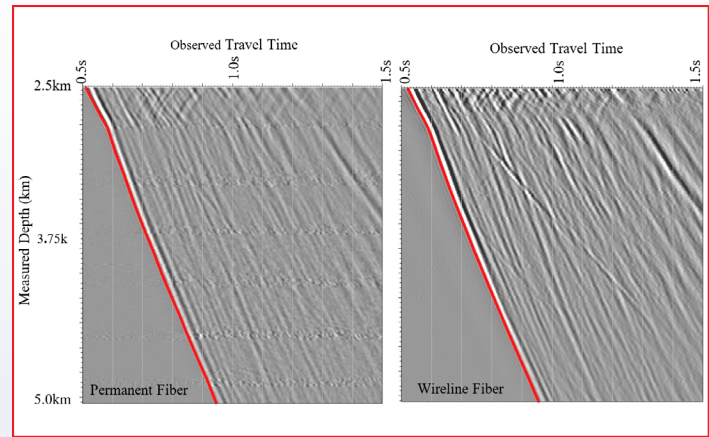 Observed Travel Time
0.5s
1.0s
1.5s
2.5km
3.75k
5.0km
Measured Depth (km)
Permanent Fiber
Observed Travel Time
0.5s
1.0s
1.5s
Wireline Fiber